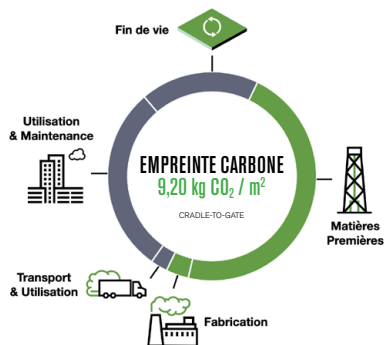 Fin de vie
Utilisation
& Maintenance
EMPREINTE CARBONE
9,20 kg CO₂ / m²
CRADLE-TO-GATE
Matières
Premières
Transport
& Utilisation
Fabrication